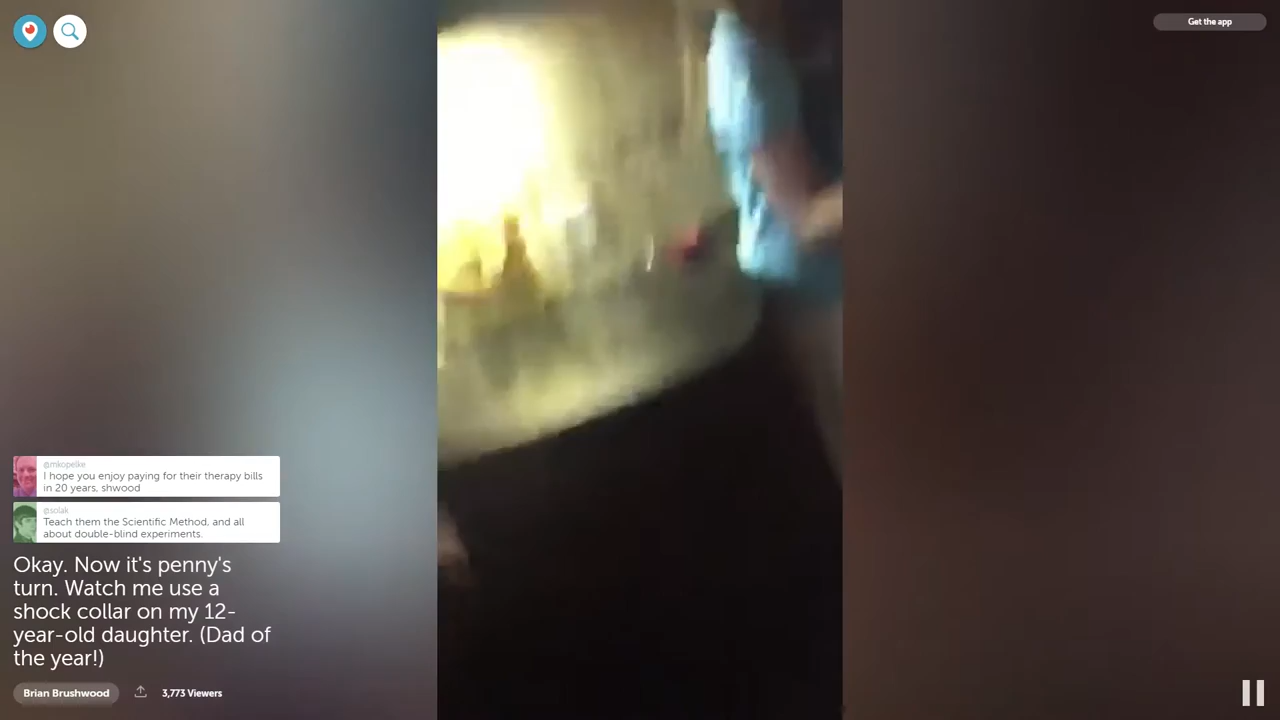 Get the app
@mkopelke
I hope you enjoy paying for their therapy bills
in 20 years, shwood
@solak
Teach them the Scientific Method, and all
about double-blind experiments.
Okay. Now it's penny's
turn. Watch me use a
shock collar on my 12-
year-old daughter. (Dad of
the year!)
Brian Brushwood
3,773 Viewers